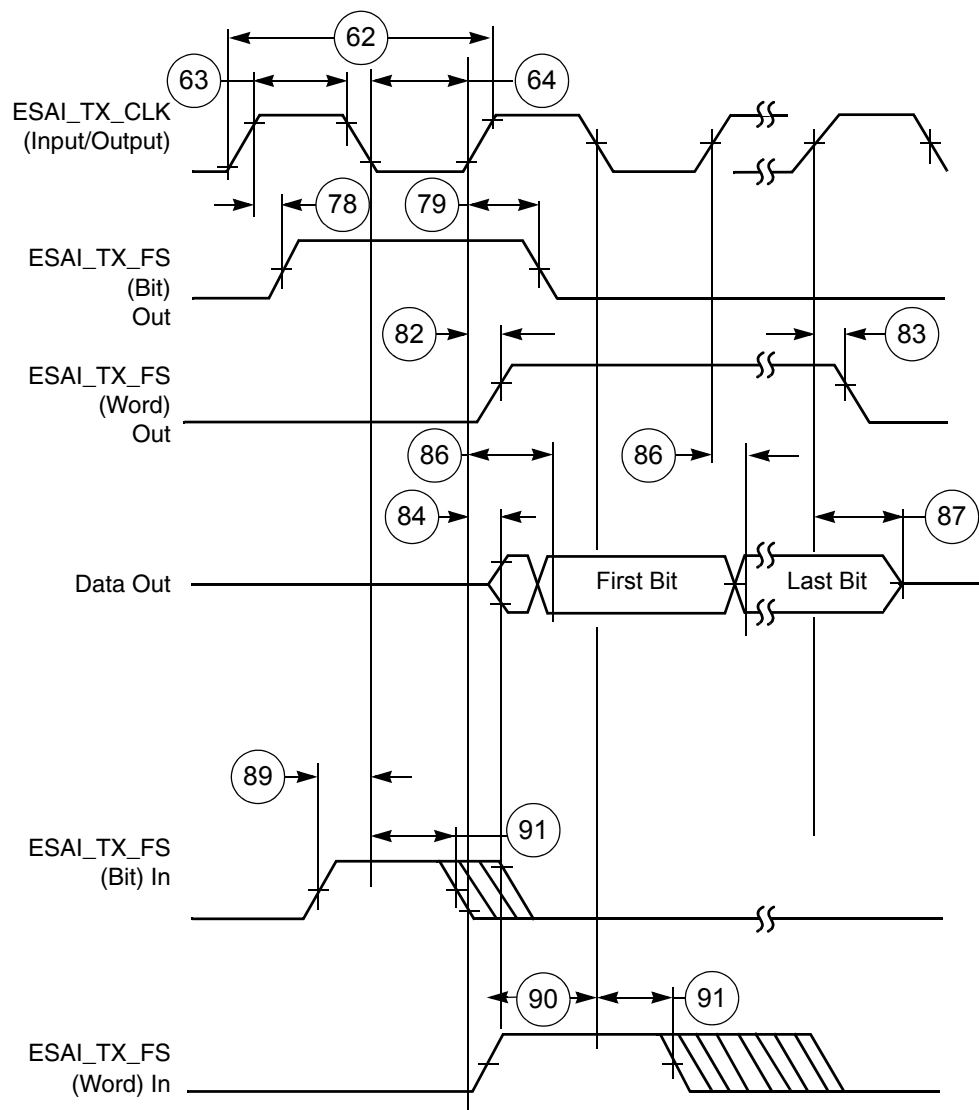 62
63
64
ESAI_TX_CLK
(Input/Output)
78
79
ESAI_TX_FS
(Bit)
Out
82
83
ESAI_TX_FS
(Word)
Out
86
86
84
87
Data Out
First Bit
Last Bit
89
91
ESAI_TX_FS
(Bit) In
90
91
ESAI_TX_FS
(Word) In